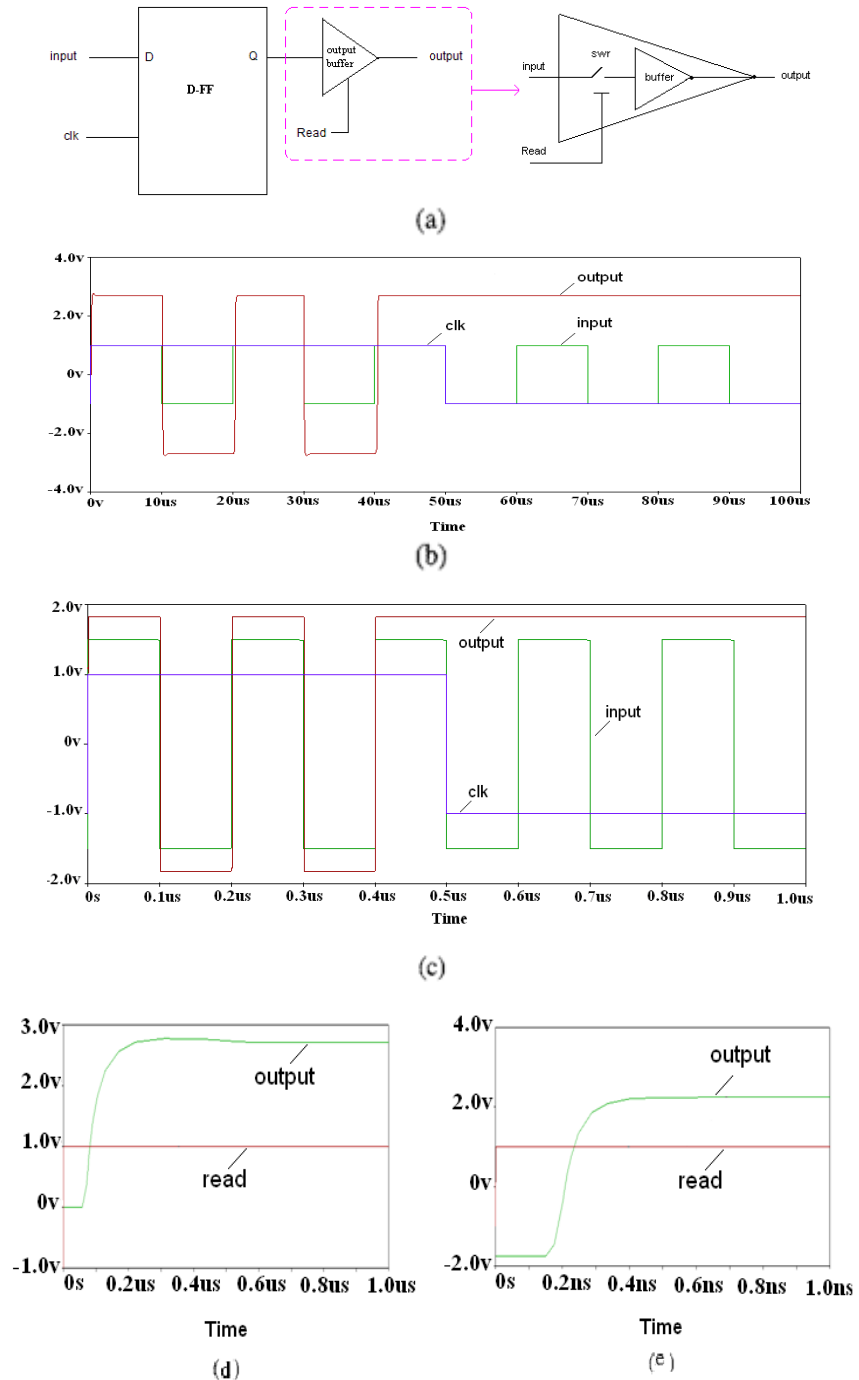 input
D
Q
output
buffer
output
D-FF
clk
Read
input
swr
buffer
output
Read
(a)
4.0v
output
2.0v
clk
input
0v
-2.0v
-4.0v
0v 10us 20us 30us 40us 50us 60us 70us 80us 90us 100us
Time
(b)
2.0v
output
1.0v
input
0v
clk
-1.0v
-2.0v
0s 0.1us 0.2us 0.3us 0.4us 0.5us 0.6us 0.7us 0.8us 0.9us 1.0us
Time
(c)
3.0v
output
2.0v
1.0v
read
0v
-1.0v
0s 0.2us 0.4us 0.6us 0.8us 1.0us
Time
(d)
4.0v
output
2.0v
read
0v
-2.0v
0s 0.2ns 0.4ns 0.6ns 0.8ns 1.0ns
Time
(e)